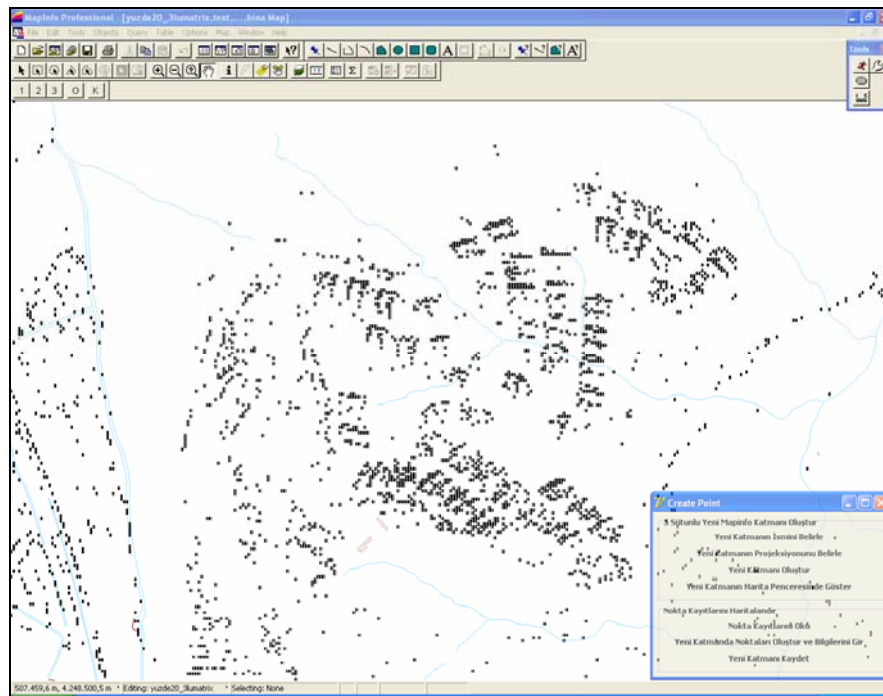 MapInfo Professional - [yuzde20_3lumatrix,test.....,bina Map]
File Edit Tools Objects Query Table Options Map Window Help
Tools
1 2 3 O K
Create Point
Sütunlu Yeni Mapinfo Katmanı Oluştur
Yeni Katmanın İsmini Belirle
Yeni Katmanın Projeksiyonunu Belirle
Yeni Katmanı Oluştur
Yeni Katmanın Harita Penceresinde Göster
Nokta Kayıtlarını Haritalandır
Nokta Kayıtlarını Oku
Yeni Katmanda Noktaları Oluştur ve Bilgilerini Gir
Yeni Katmanı Kaydet
507.459,6 m, 4.248.500,5 m * Editing: yuzde20_3lumatrix * Selecting: None